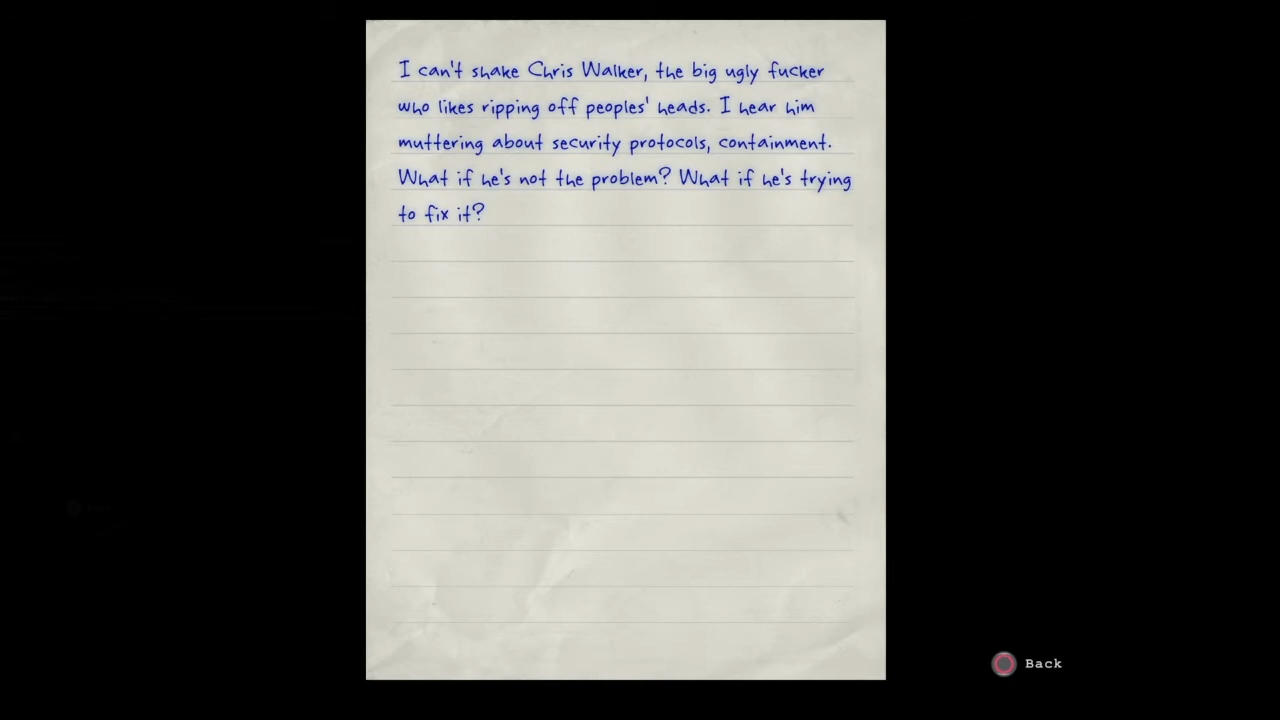 I can't shake Chris Walker, the big ugly fucker
who likes ripping off peoples' heads. I hear him
muttering about security protocols, containment.
What if he's not the problem? What if he's trying
to fix it?
Back